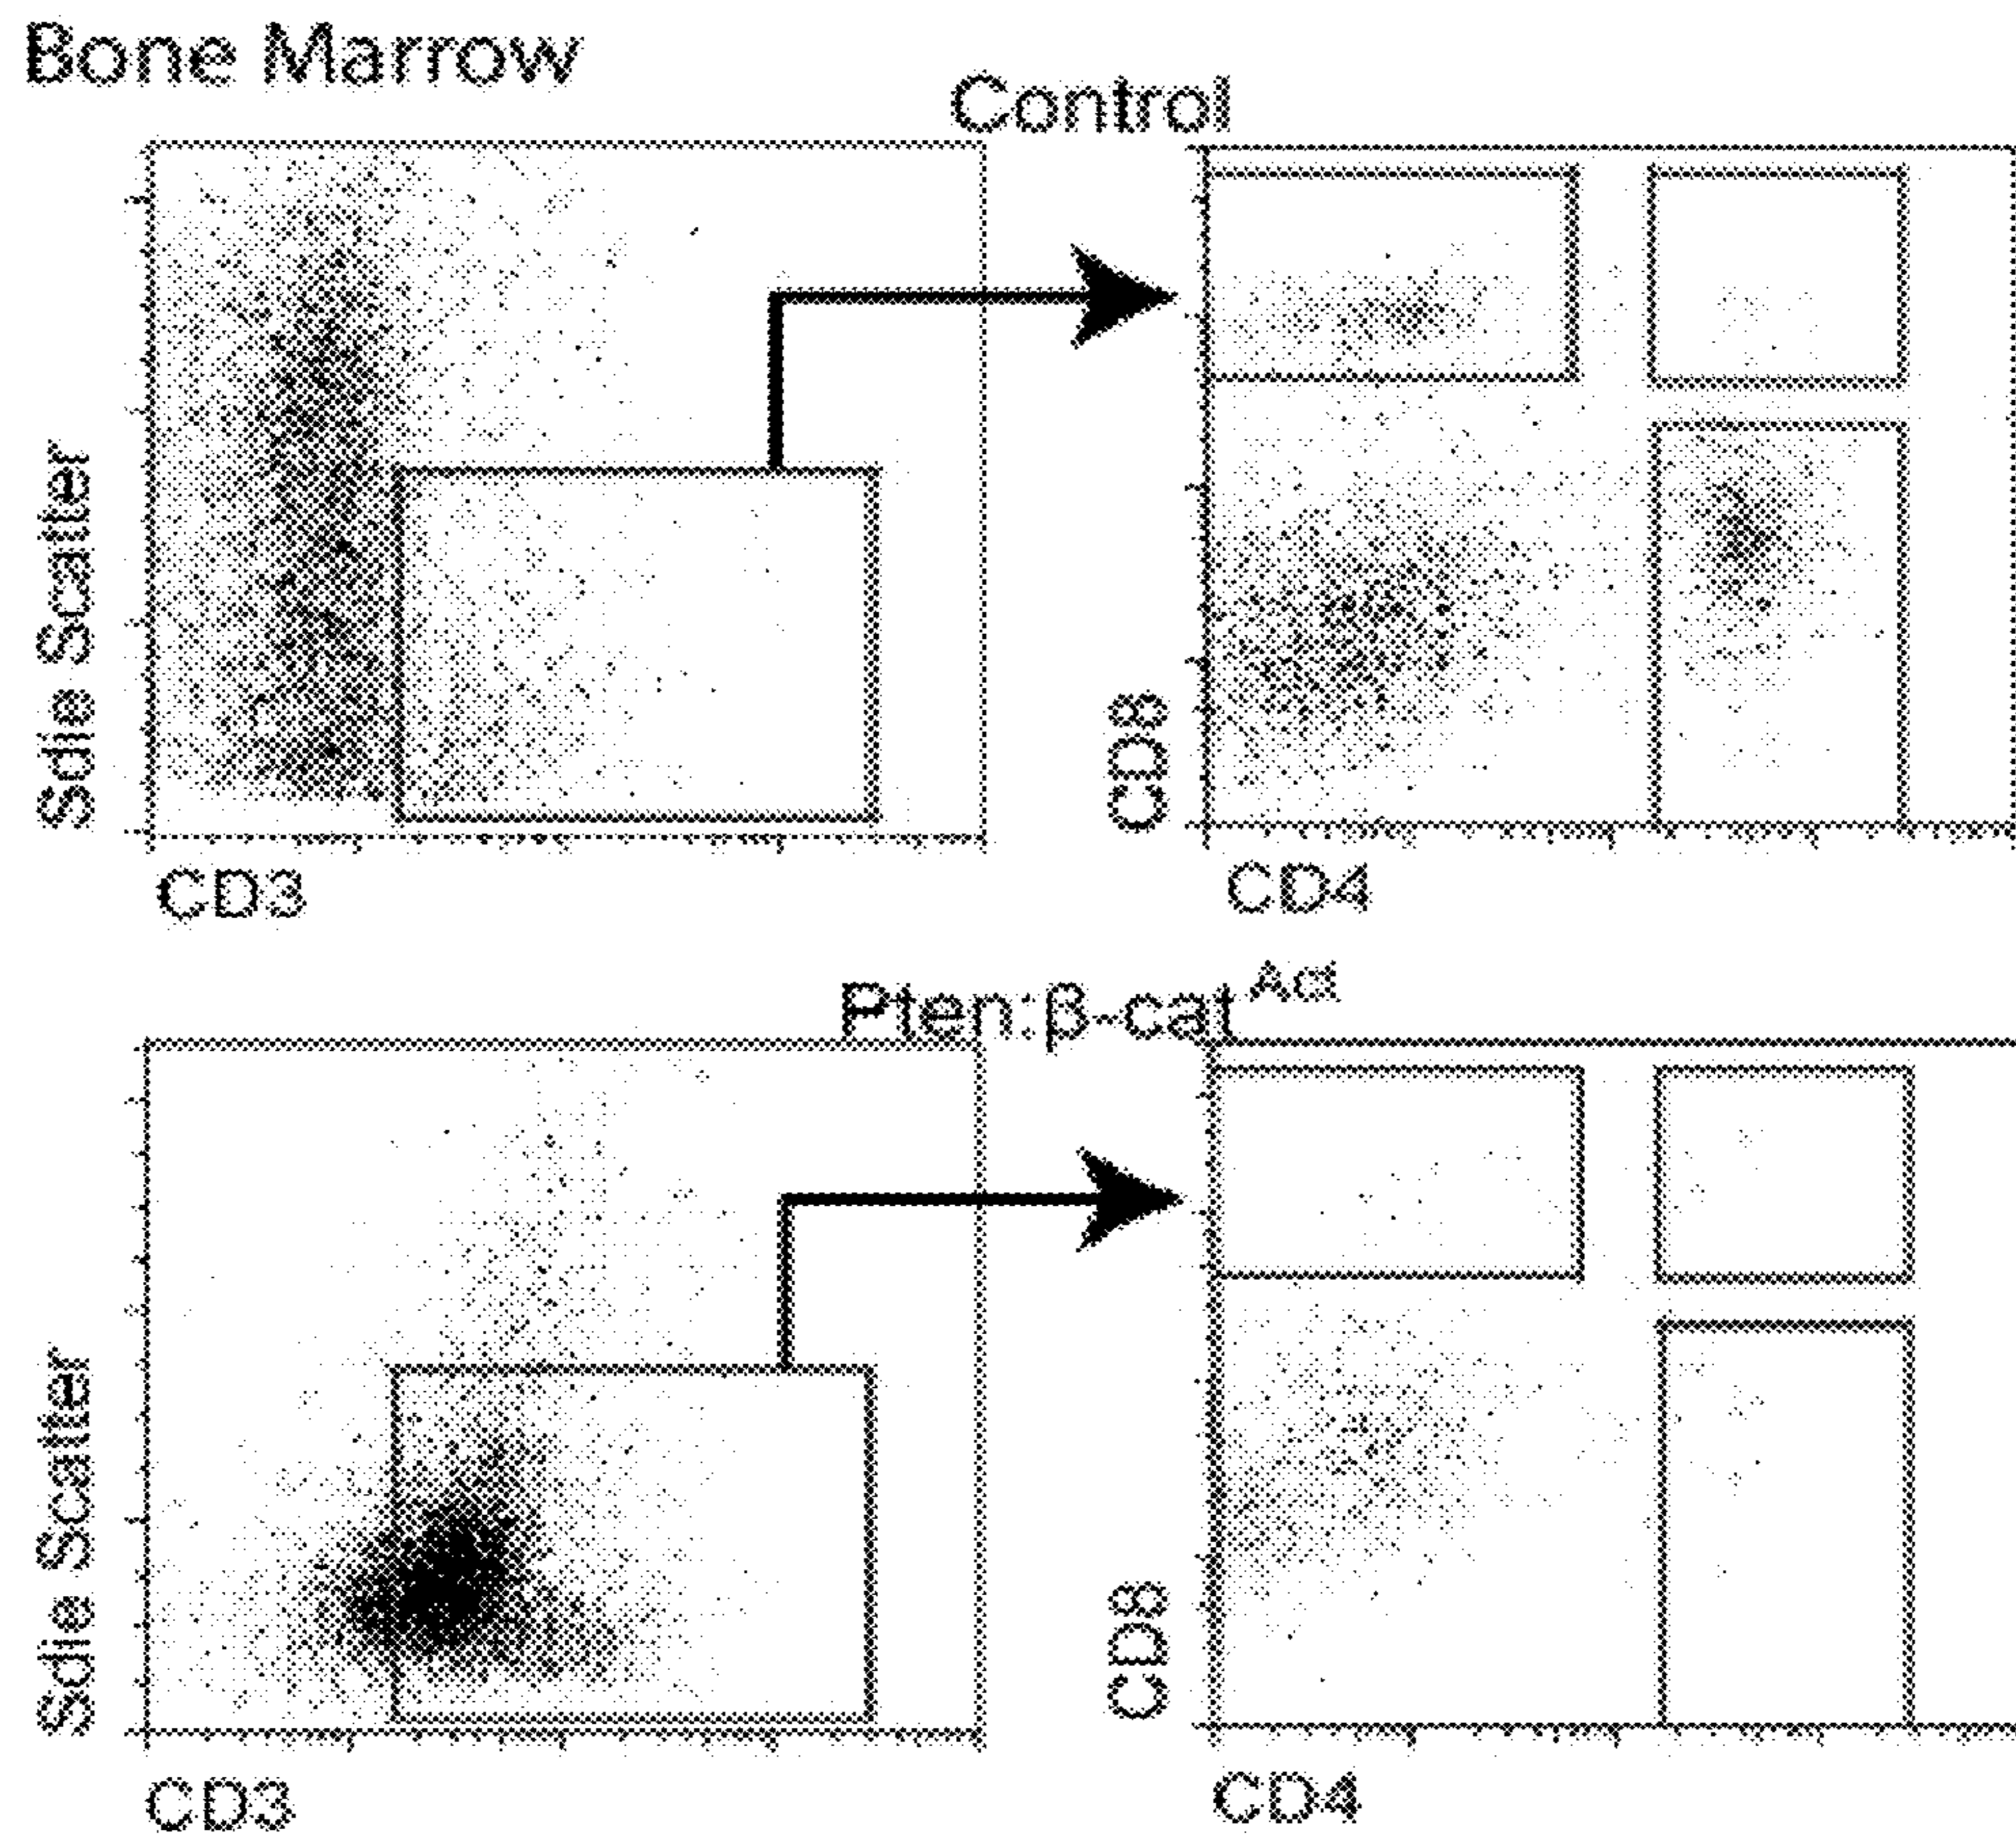 Bone Marrow
Control
Sdie Scatter
CD3
CD8
CD4
Pten:β-cat^Act
Sdie Scatter
CD3
CD8
CD4